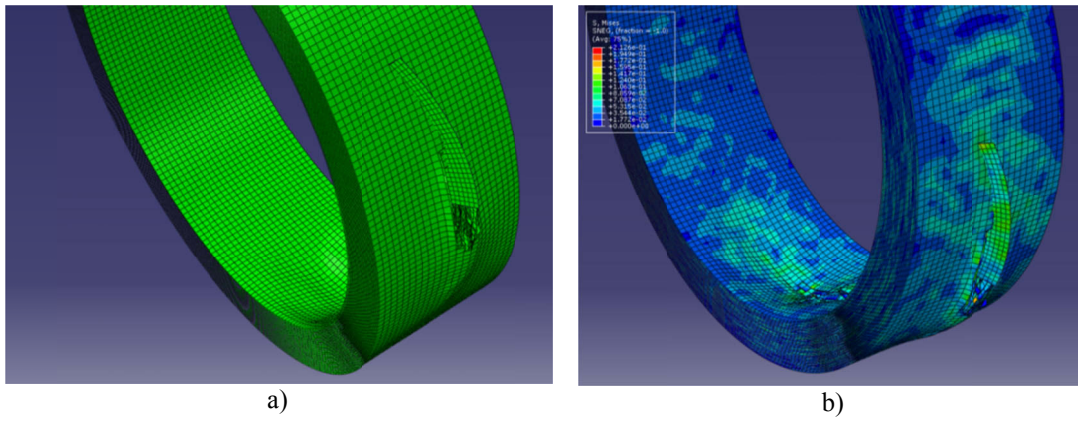 S, Mises
SNEG, (fraction = -1.0)
(Avg: 75%)
+2.126e-01
+1.949e-01
+1.772e-01
+1.595e-01
+1.417e-01
+1.240e-01
+1.063e-01
+8.859e-02
+7.087e-02
+5.315e-02
+3.544e-02
+1.772e-02
+0.000e+00
a)
b)